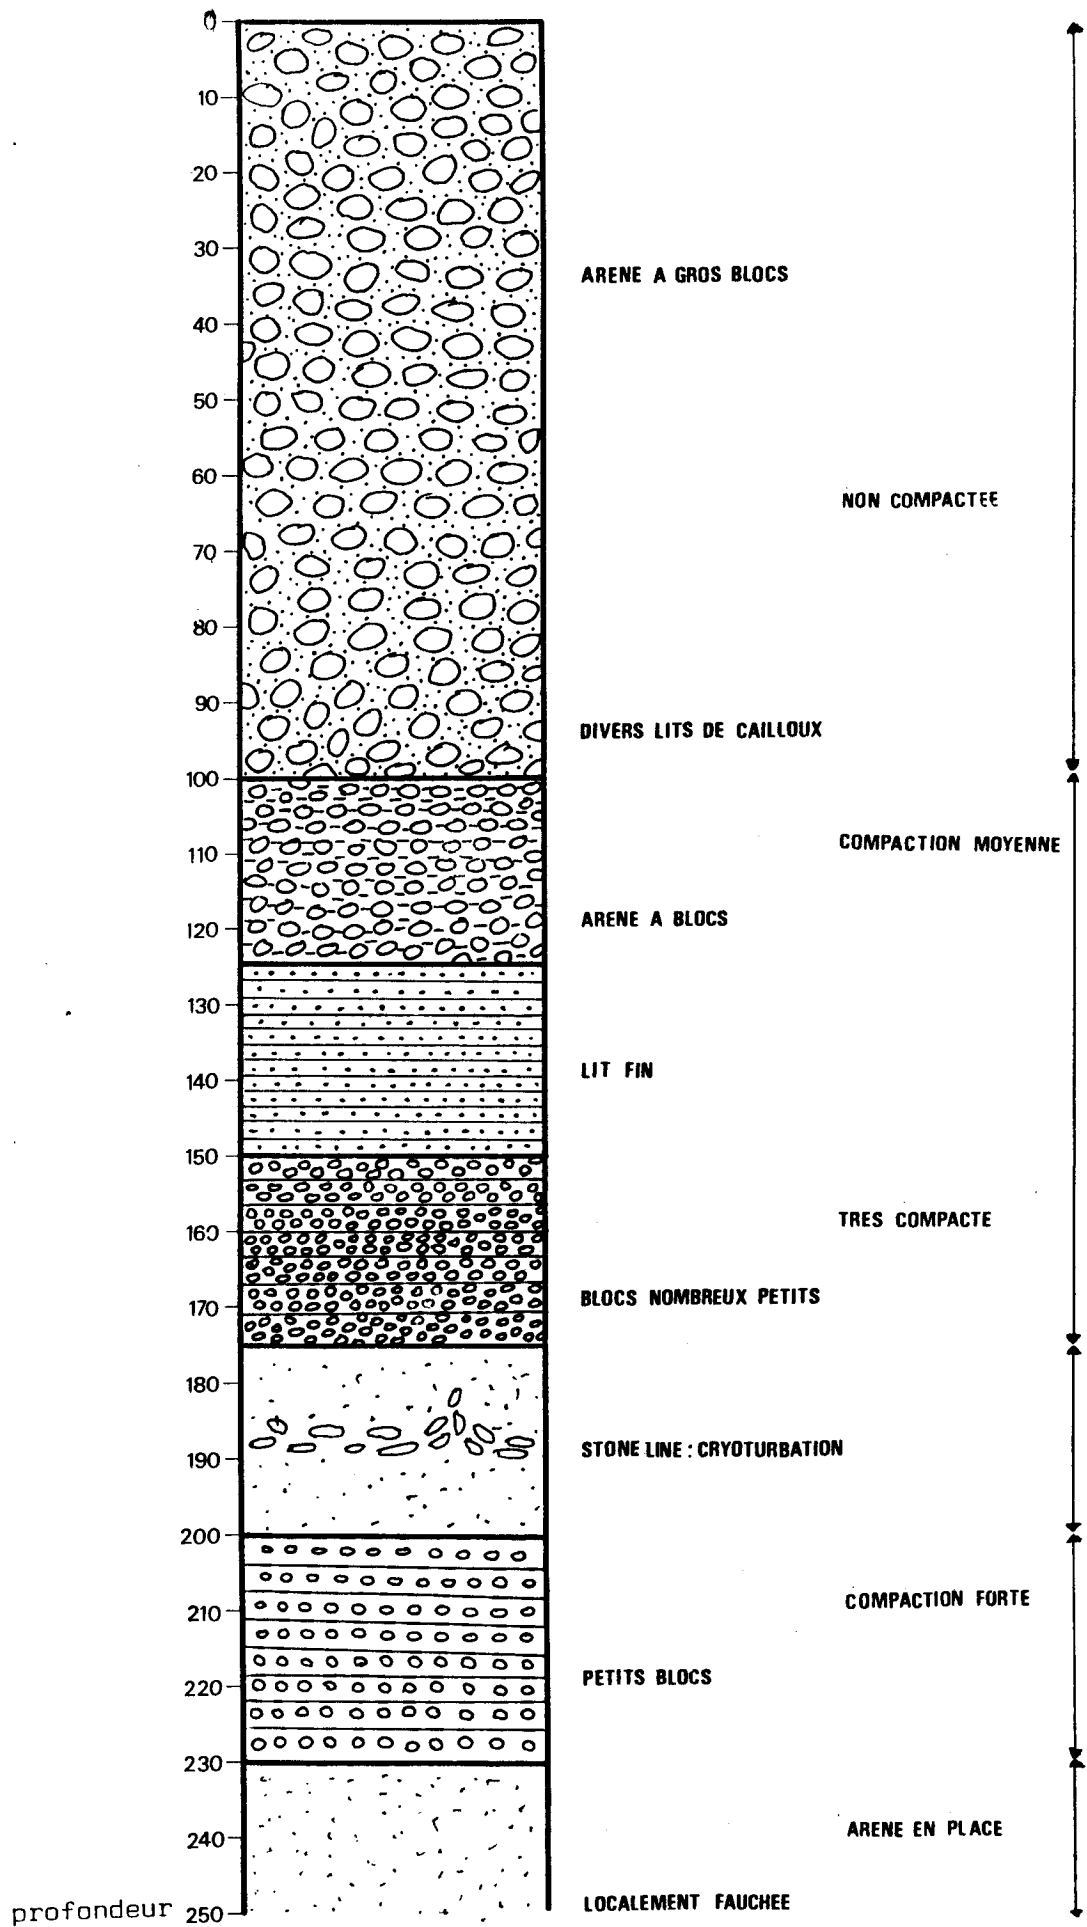 0
10
20
30
ARENE A GROS BLOCS
40
50
60
NON COMPACTEE
70
80
90
DIVERS LITS DE CAILLOUX
100
COMPACTION MOYENNE
110
ARENE A BLOCS
120
130
LIT FIN
140
150
TRES COMPACTE
160
BLOCS NOMBREUX PETITS
170
180
STONE LINE : CRYOTURBATION
190
200
COMPACTION FORTE
210
PETITS BLOCS
220
230
ARENE EN PLACE
240
LOCALEMENT FAUCHEE
profondeur 250